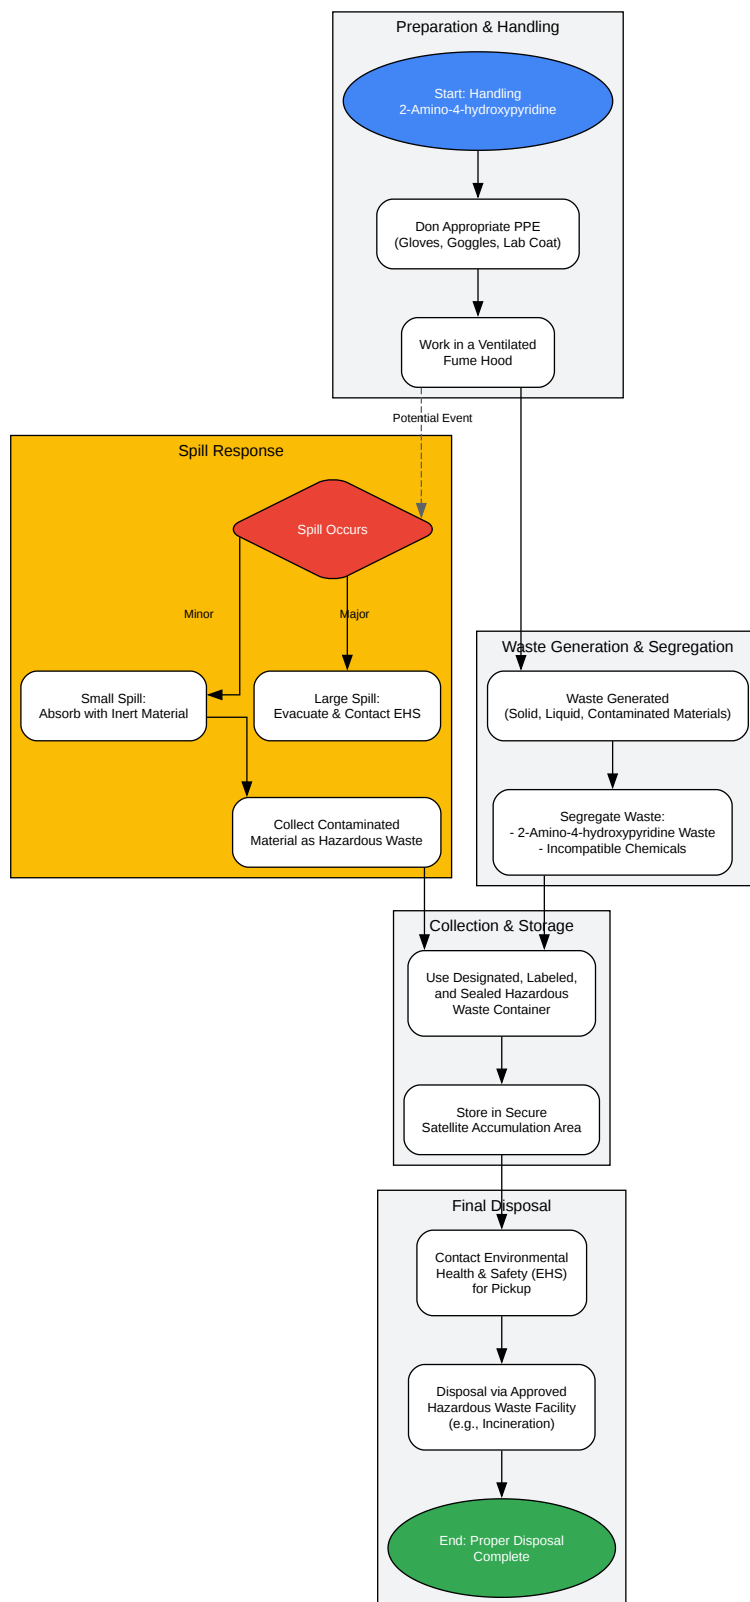 Preparation & Handling
Start: Handling
2-Amino-4-hydroxypyridine
Don Appropriate PPE
(Gloves, Goggles, Lab Coat)
Work in a Ventilated
Fume Hood
Potential Event
Spill Response
Spill Occurs
Minor
Major
Small Spill:
Absorb with Inert Material
Large Spill:
Evacuate & Contact EHS
Collect Contaminated
Material as Hazardous Waste
Waste Generation & Segregation
Waste Generated
(Solid, Liquid, Contaminated Materials)
Segregate Waste:
- 2-Amino-4-hydroxypyridine Waste
- Incompatible Chemicals
Collection & Storage
Use Designated, Labeled,
and Sealed Hazardous
Waste Container
Store in Secure
Satellite Accumulation Area
Final Disposal
Contact Environmental
Health & Safety (EHS)
for Pickup
Disposal via Approved
Hazardous Waste Facility
(e.g., Incineration)
End: Proper Disposal
Complete